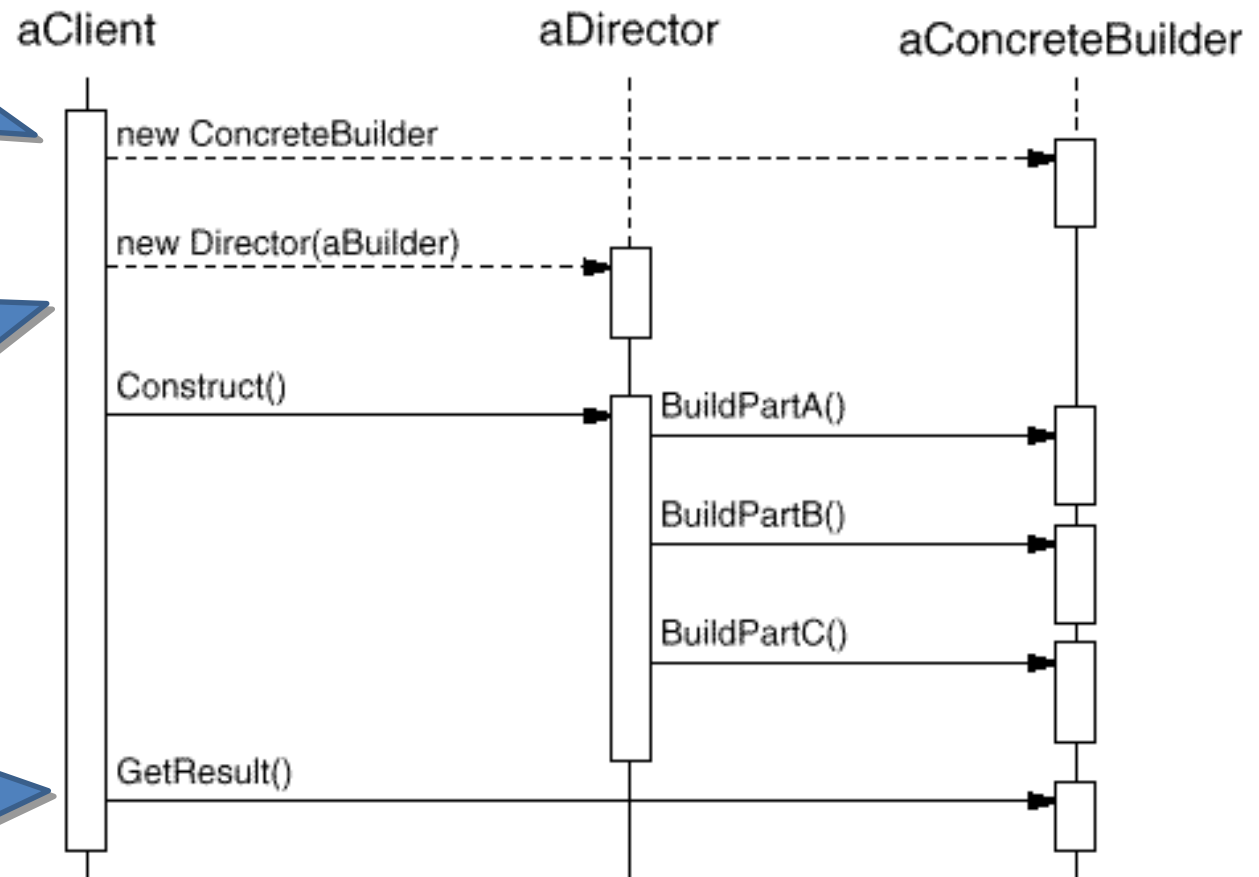 aClient
aDirector
aConcreteBuilder
new ConcreteBuilder
new Director(aBuilder)
Construct()
BuildPartA()
BuildPartB()
BuildPartC()
GetResult()